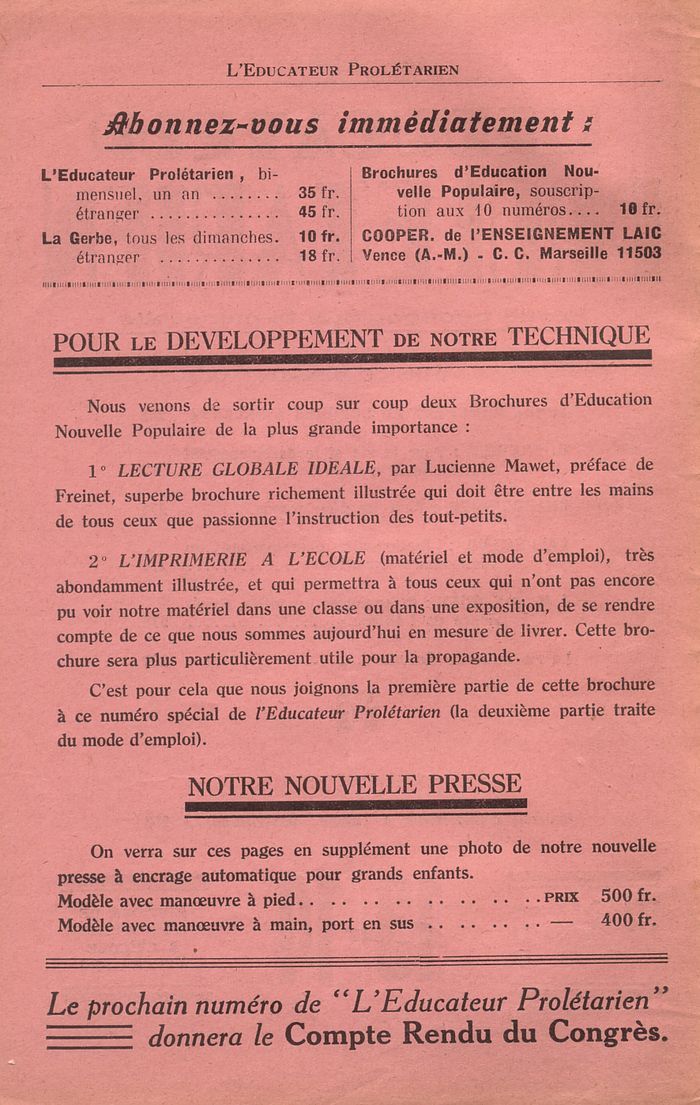 L'EDUCATEUR PROLÉTARIEN
Abonnez-vous immédiatement :
L'Educateur Prolétarien, bi-
mensuel, un an ........ 35 fr.
étranger ............... 45 fr.
La Gerbe, tous les dimanches. 10 fr.
étranger .............. 18 fr.
Brochures d'Education Nou-
velle Populaire, souscrip-
tion aux 10 numéros.... 10 fr.
COOPER. de l'ENSEIGNEMENT LAIC
Vence (A.-M.) - C. C. Marseille 11503
POUR LE DEVELOPPEMENT DE NOTRE TECHNIQUE
Nous venons de sortir coup sur coup deux Brochures d'Education
Nouvelle Populaire de la plus grande importance :
1° LECTURE GLOBALE IDEALE, par Lucienne Mawet, préface de
Freinet, superbe brochure richement illustrée qui doit être entre les mains
de tous ceux que passionne l'instruction des tout-petits.
2° L'IMPRIMERIE A L'ECOLE (matériel et mode d'emploi), très
abondamment illustrée, et qui permettra à tous ceux qui n'ont pas encore
pu voir notre matériel dans une classe ou dans une exposition, de se rendre
compte de ce que nous sommes aujourd'hui en mesure de livrer. Cette bro-
chure sera plus particulièrement utile pour la propagande.
C'est pour cela que nous joignons la première partie de cette brochure
à ce numéro spécial de l'Educateur Prolétarien (la deuxième partie traite
du mode d'emploi).
NOTRE NOUVELLE PRESSE
On verra sur ces pages en supplément une photo de notre nouvelle
presse à encrage automatique pour grands enfants.
Modèle avec manœuvre à pied.. .. .. .. .. .. .. .. ..PRIX 500 fr.
Modèle avec manœuvre à main, port en sus .. .. .. .. — 400 fr.
Le prochain numéro de "L'Educateur Prolétarien"
donnera le Compte Rendu du Congrès.